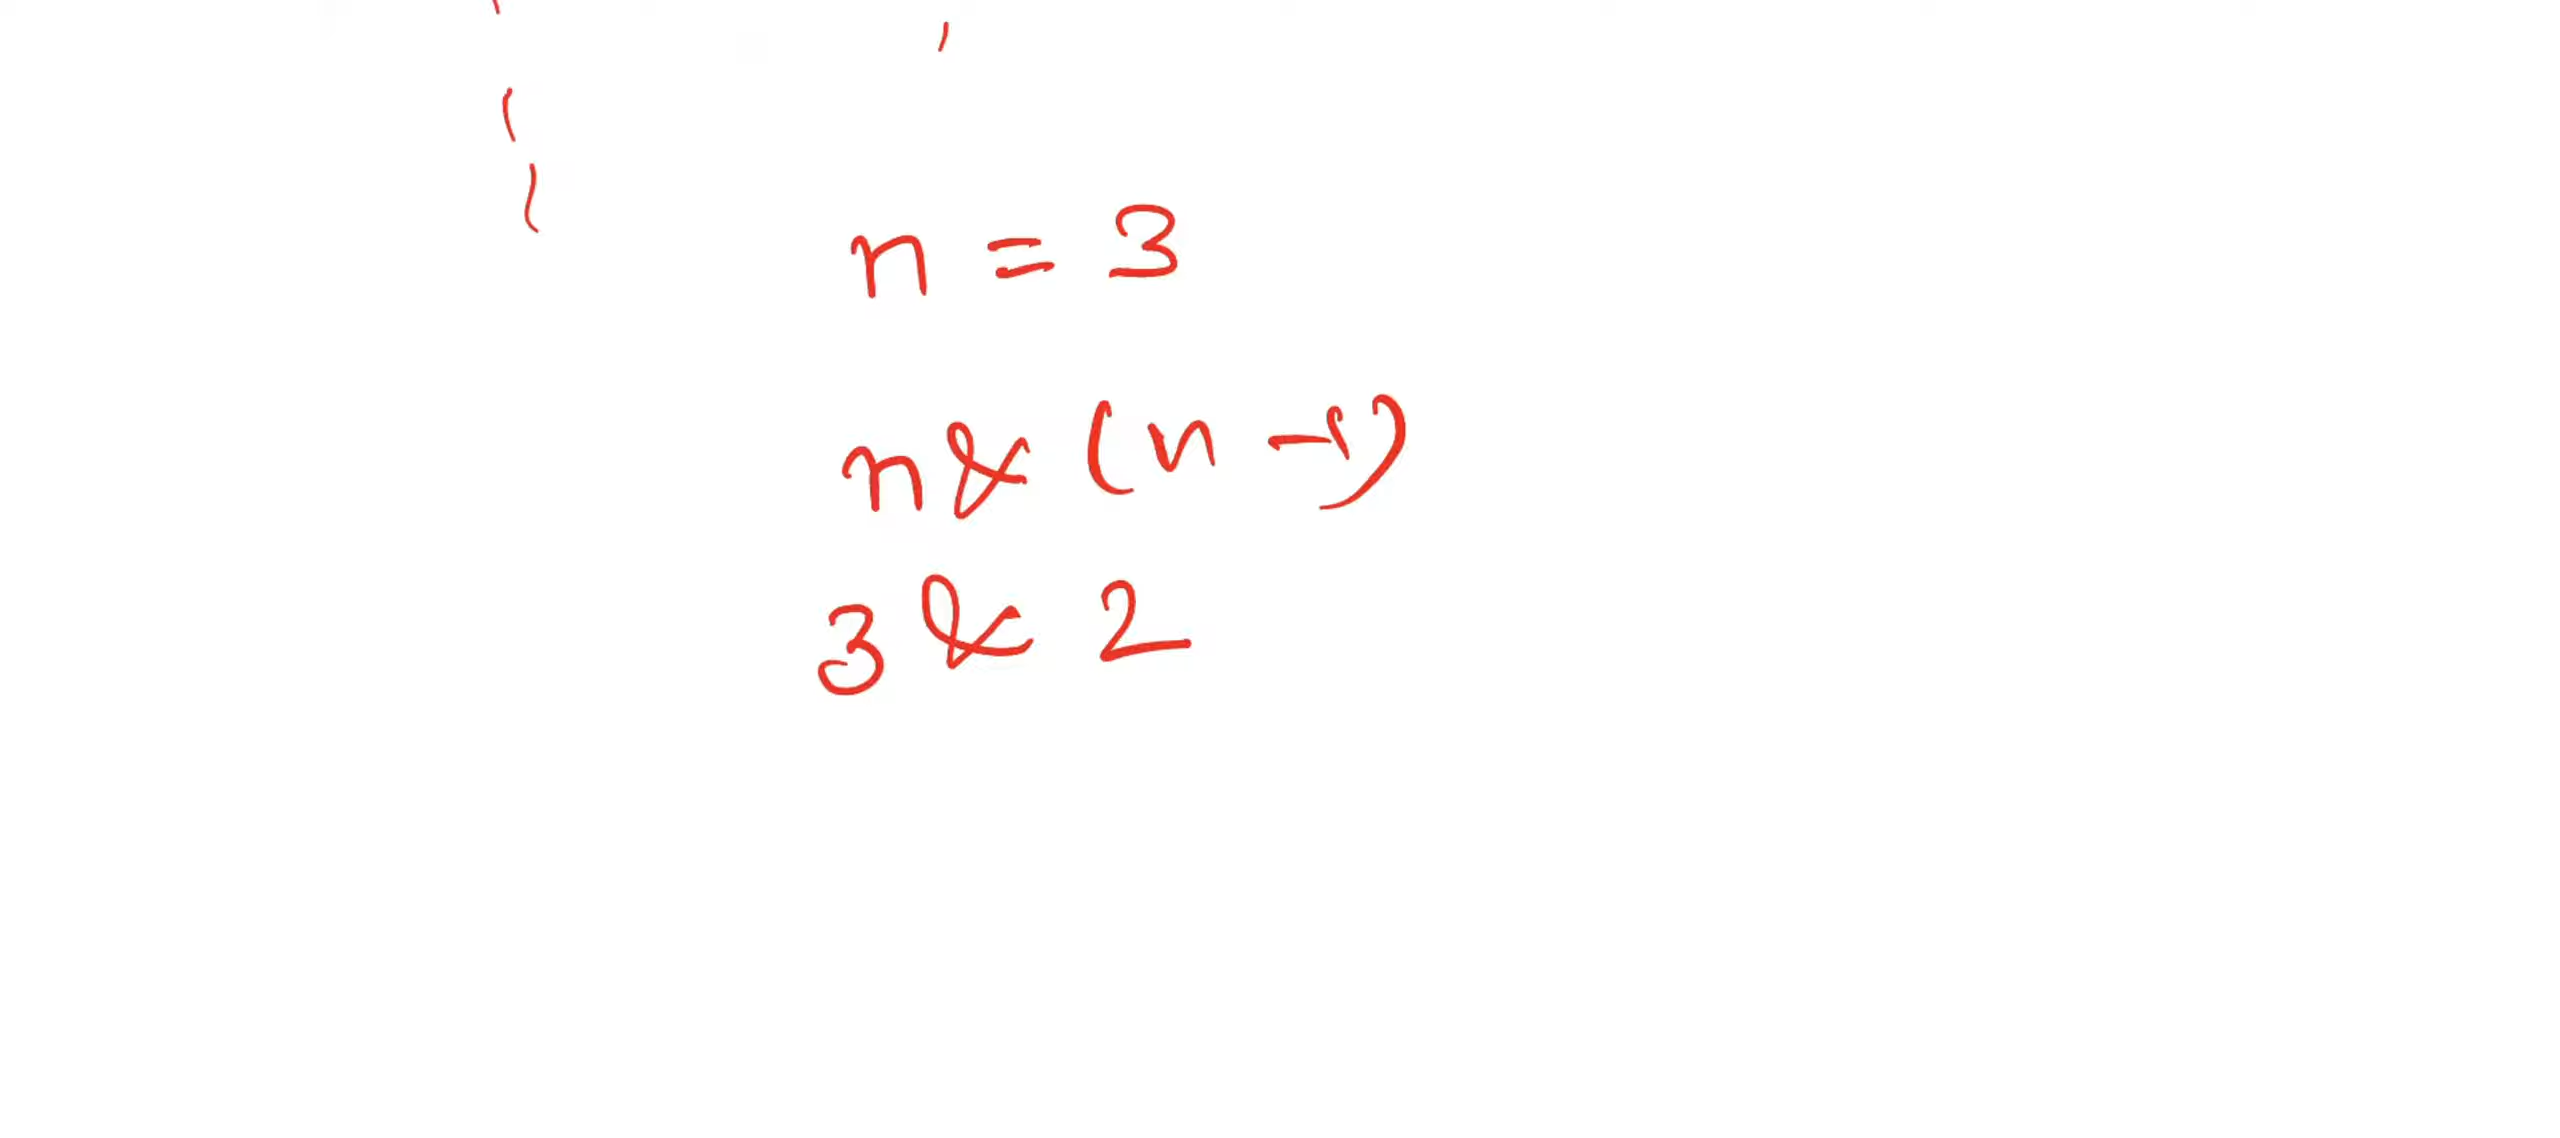 n = 3
n & (n - 1)
3 & 2